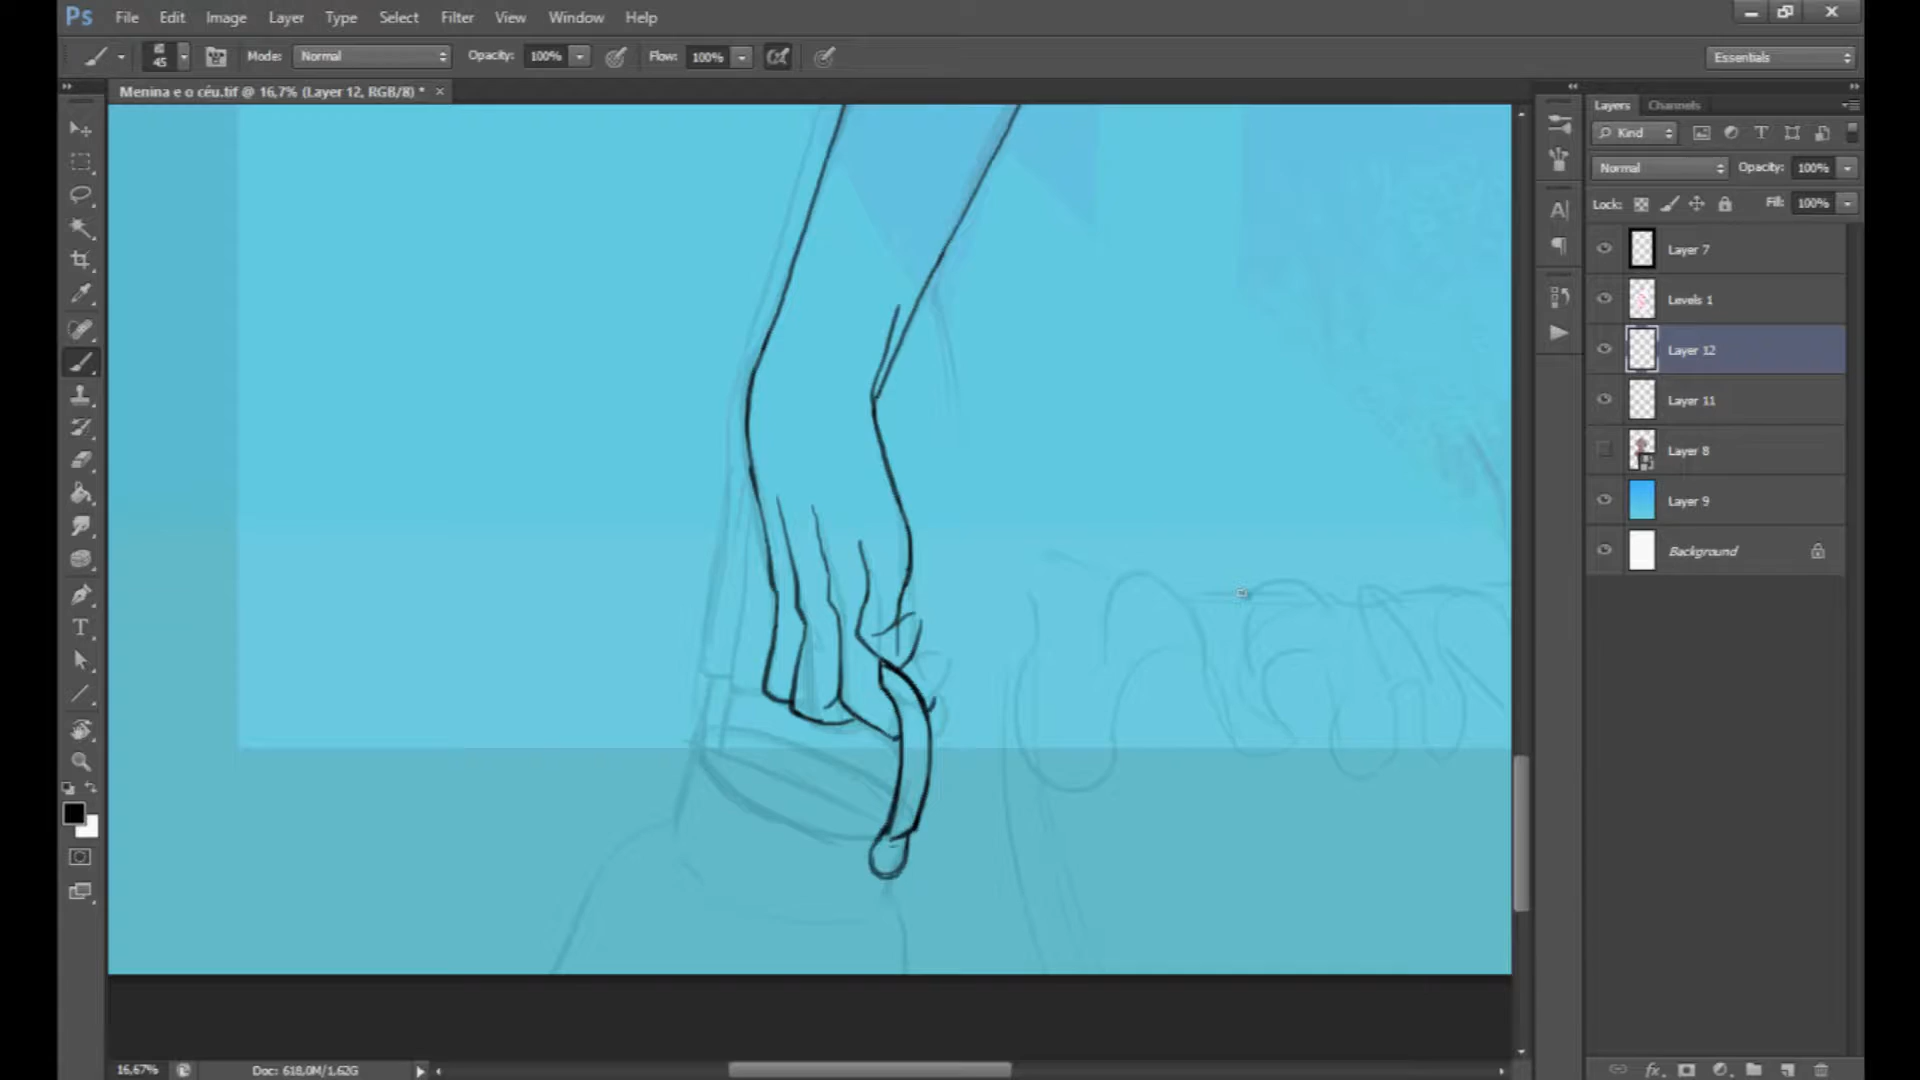 Ps File Edit Image Layer Type Select Filter View Window Help
45 Mode: Normal Opacity: 100% Flow: 100% Essentials
Menina e o céu.tif @ 16,7% (Layer 12, RGB/8) * ×
Layers Channels
Kind
Normal Opacity: 100%
Lock: Fill: 100%
Layer 7
Levels 1
Layer 12
Layer 11
Layer 8
Layer 9
Background
16,67% Doc: 618,0M/1,62G